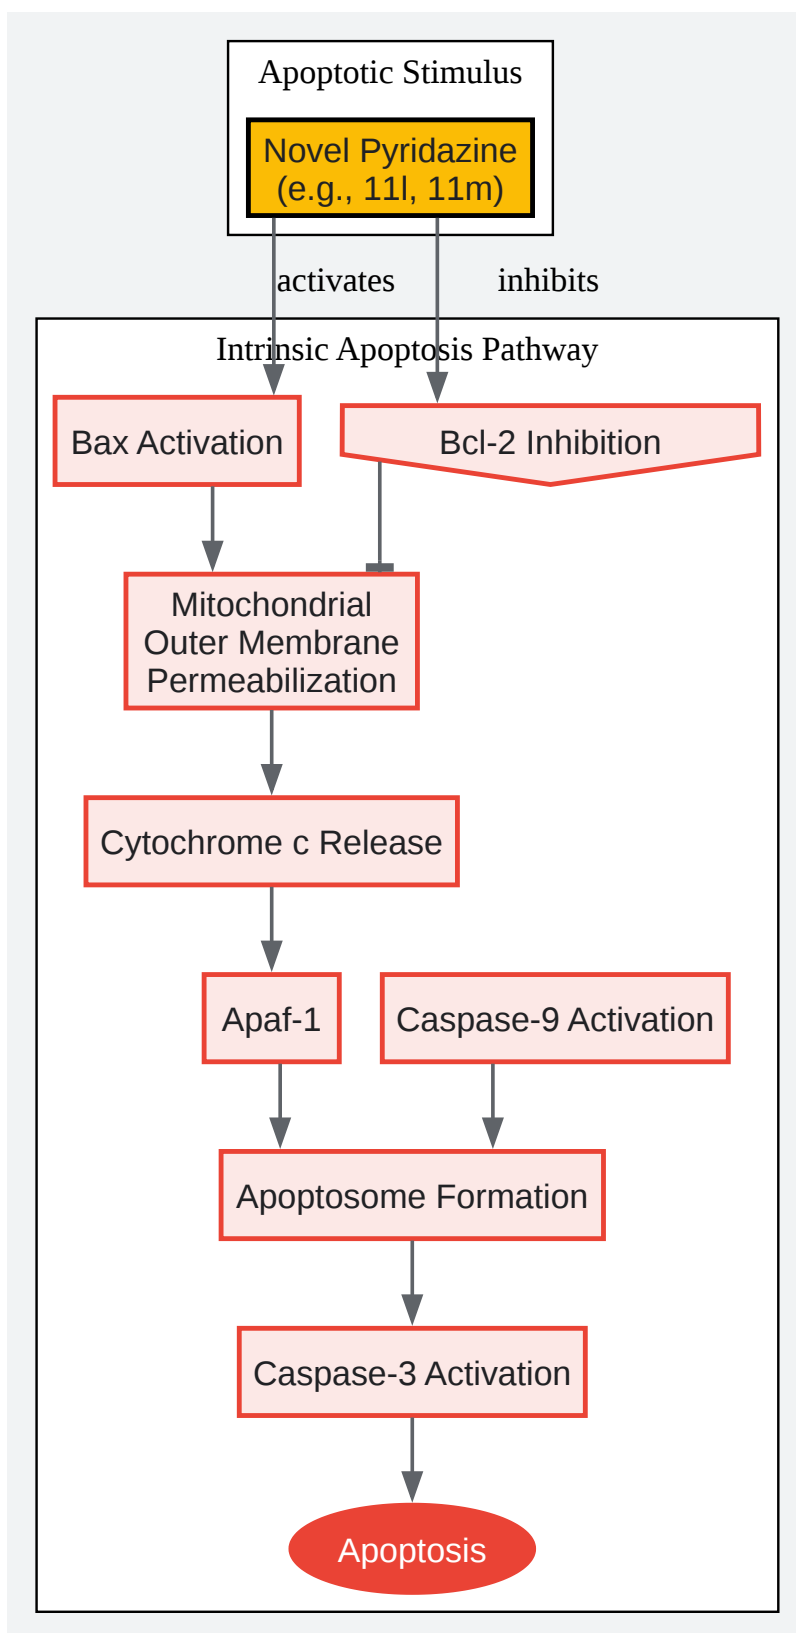 Apoptotic Stimulus
Novel Pyridazine
(e.g., 11l, 11m)
activates
inhibits
Intrinsic Apoptosis Pathway
Bax Activation
Bcl-2 Inhibition
Mitochondrial
Outer Membrane
Permeabilization
Cytochrome c Release
Apaf-1
Caspase-9 Activation
Apoptosome Formation
Caspase-3 Activation
Apoptosis